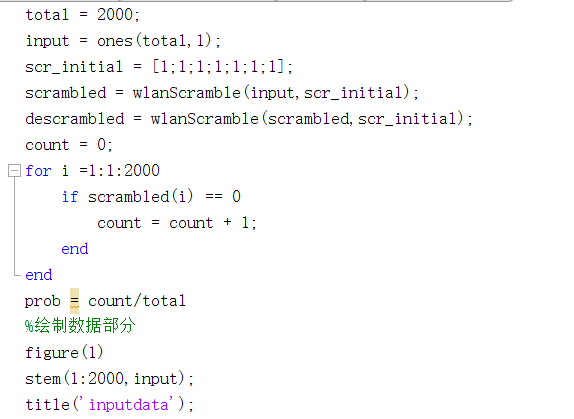 total = 2000;
input = ones(total,1);
scr_initial = [1;1;1;1;1;1;1];
scrambled = wlanScramble(input,scr_initial);
descrambled = wlanScramble(scrambled,scr_initial);
count = 0;
for i =1:1:2000
    if scrambled(i) == 0
        count = count + 1;
    end
end
prob = count/total
%绘制数据部分
figure(1)
stem(1:2000,input);
title('inputdata');